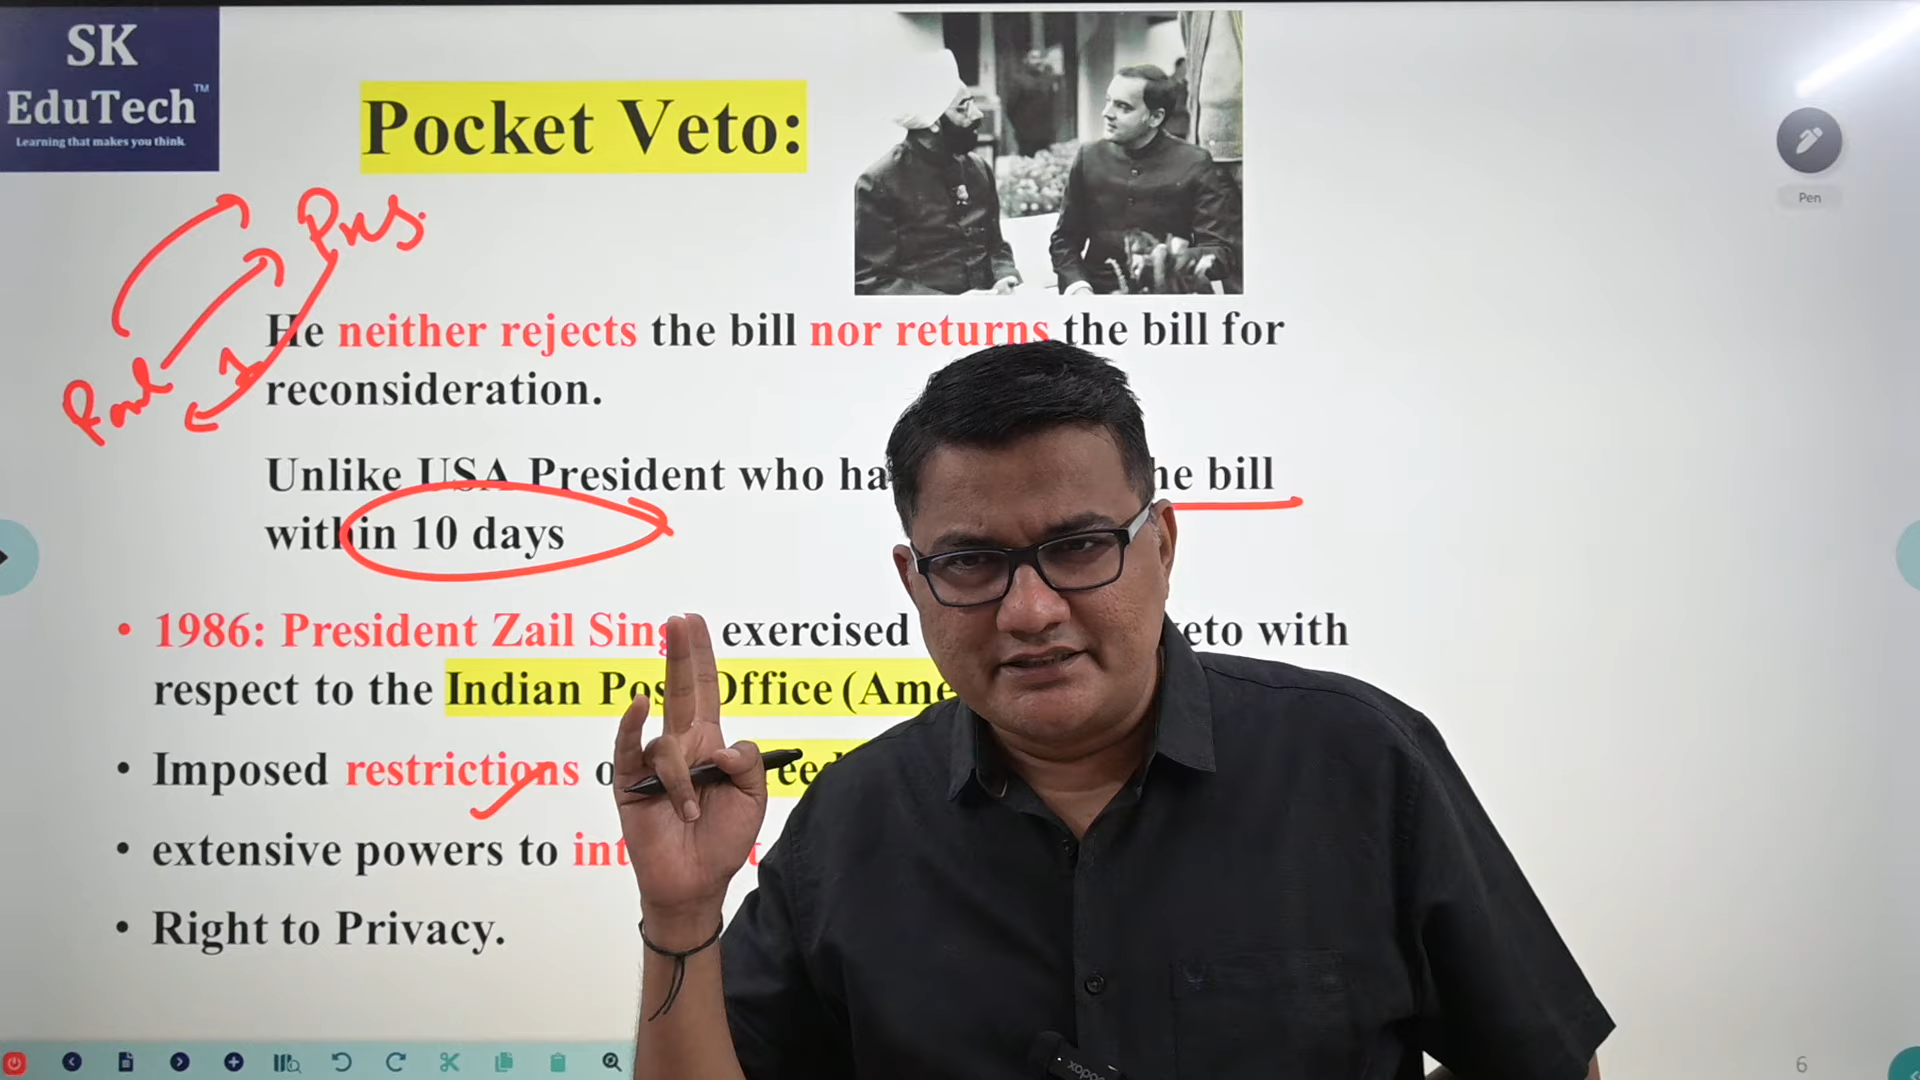 SK
EduTech™
Learning that makes you think.
Pocket Veto:
Pen
Pres.
Parl
He neither rejects the bill nor returns the bill for
reconsideration.
Unlike USA President who ha he bill
within 10 days
• 1986: President Zail Sing exercised eto with
respect to the Indian Pos Office (Ame
• Imposed restrictions o reed
• extensive powers to int t
• Right to Privacy.
6